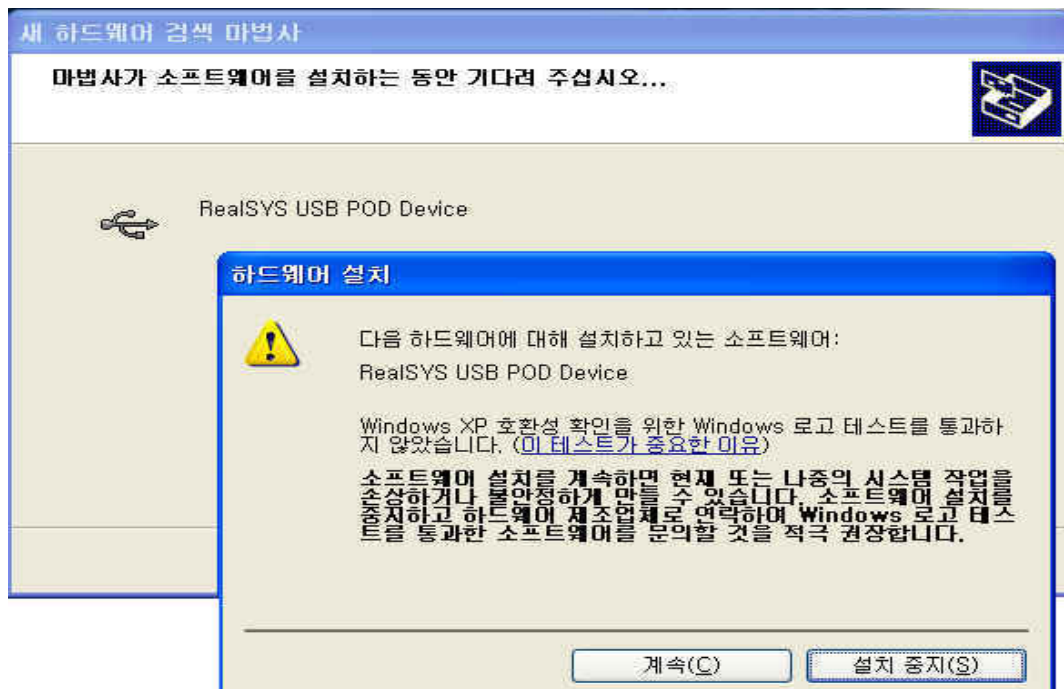 새 하드웨어 검색 마법사
마법사가 소프트웨어를 설치하는 동안 기다려 주십시오...
RealSYS USB POD Device
하드웨어 설치
다음 하드웨어에 대해 설치하고 있는 소프트웨어:
RealSYS USB POD Device
Windows XP 호환성 확인을 위한 Windows 로고 테스트를 통과하
지 않았습니다. (이 테스트가 중요한 이유)
소프트웨어 설치를 계속하면 현재 또는 나중의 시스템 작업을
손상하거나 불안정하게 만들 수 있습니다. 소프트웨어 설치를
중지하고 하드웨어 제조업체로 연락하여 Windows 로고 테스
트를 통과한 소프트웨어를 문의할 것을 적극 권장합니다.
계속(C)
설치 중지(S)